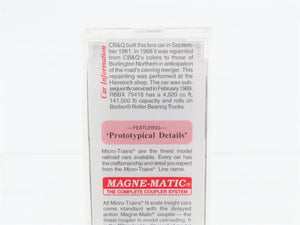 Car Information
CB&Q built this box car in Septem-
ber 1961. In 1968 it was repainted
from CB&Q's colors to those of
Burlington Northern in anticipation
of the road's coming merger. This
repainting was performed at the
Havelock shop. The car was sub-
sequently serviced in February 1969.
RBBX 79418 has a 4,520 cu ft,
141,000 lb capacity and rolls on
Barber® Roller Bearing Trucks.
FEATURING
'Prototypical Details'
Micro-Trains® are the finest model
railroad cars available. Every car has
the craftsmanship and detail you expect
from the Micro-Trains® Line name.
MAGNE-MATIC®
THE COMPLETE COUPLER SYSTEM
All Micro-Trains® N scale freight cars
come standard with the delayed
action Magne-Matic® coupler — the
finest coupler in model railroading. It